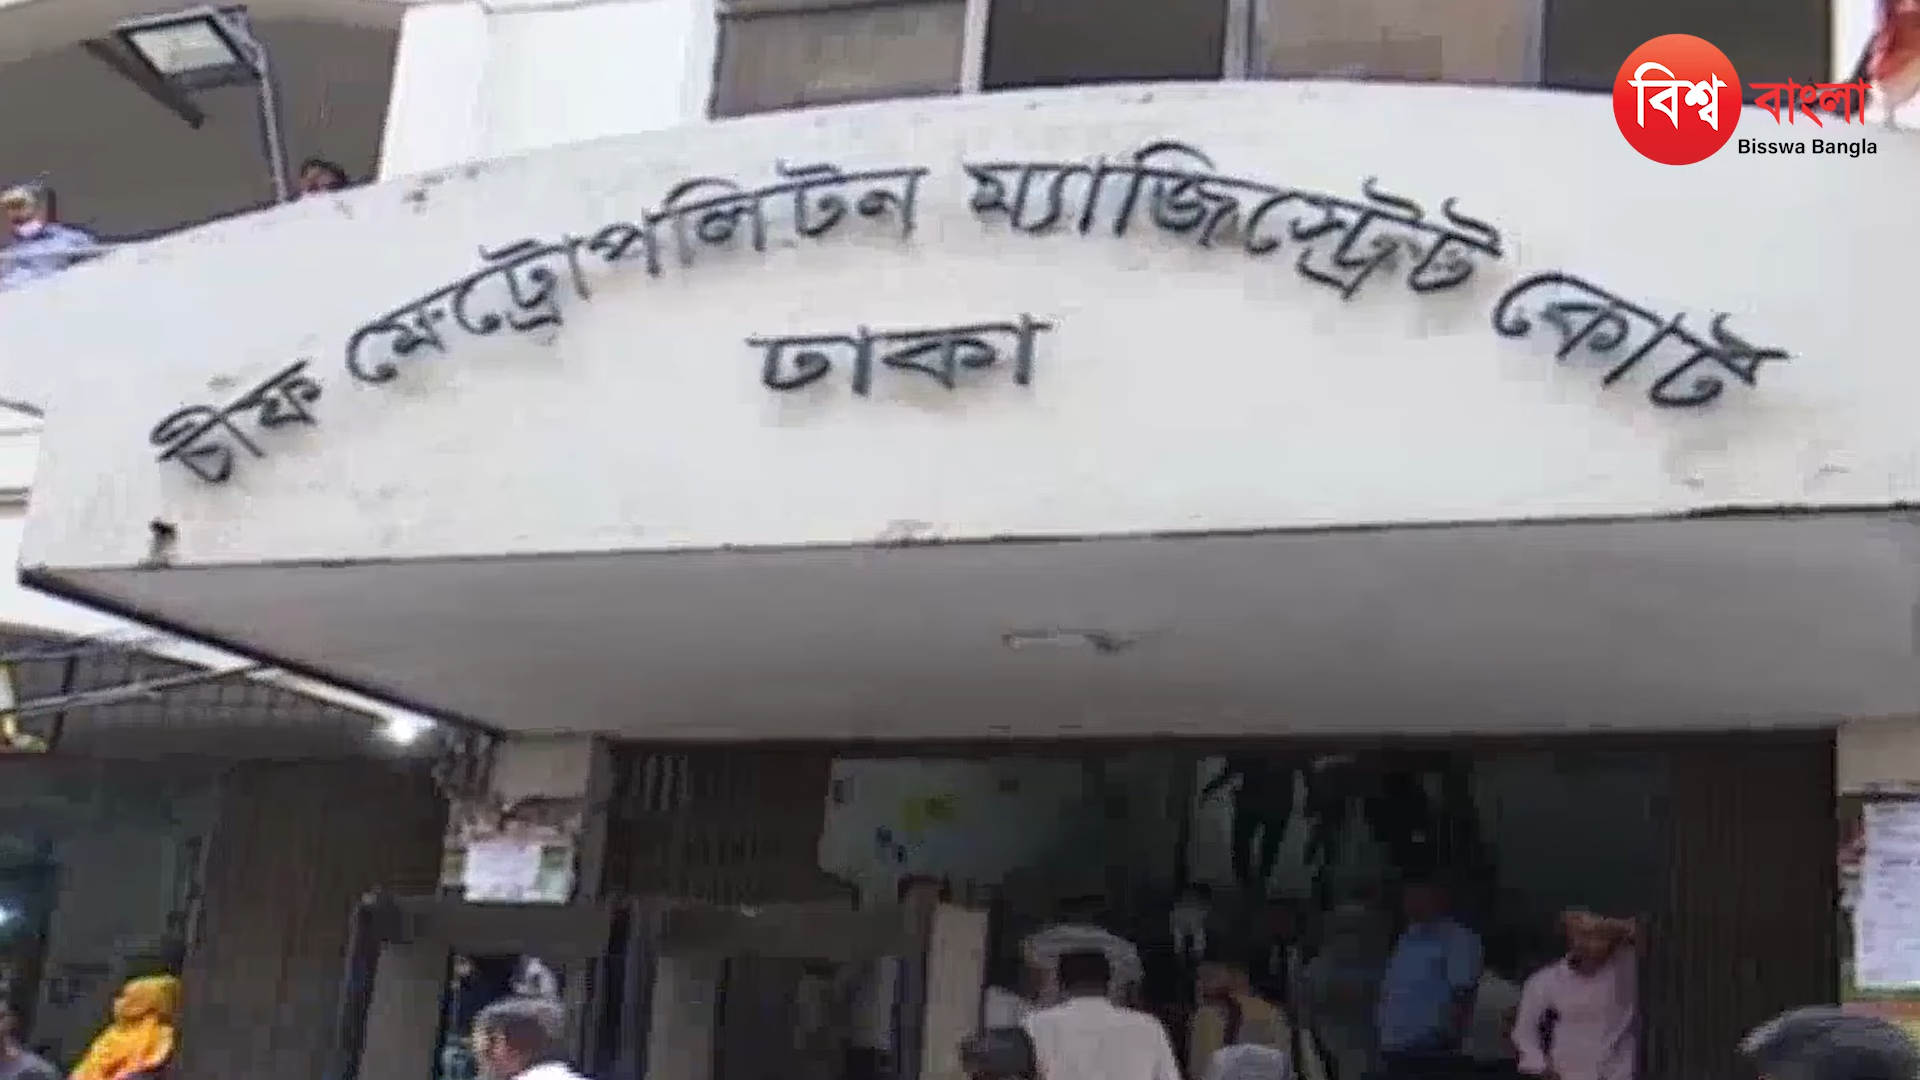 চীফ মেট্রোপলিটন ম্যাজিস্ট্রেট কোর্ট
ঢাকা
বিশ্ব বাংলা
Bisswa Bangla